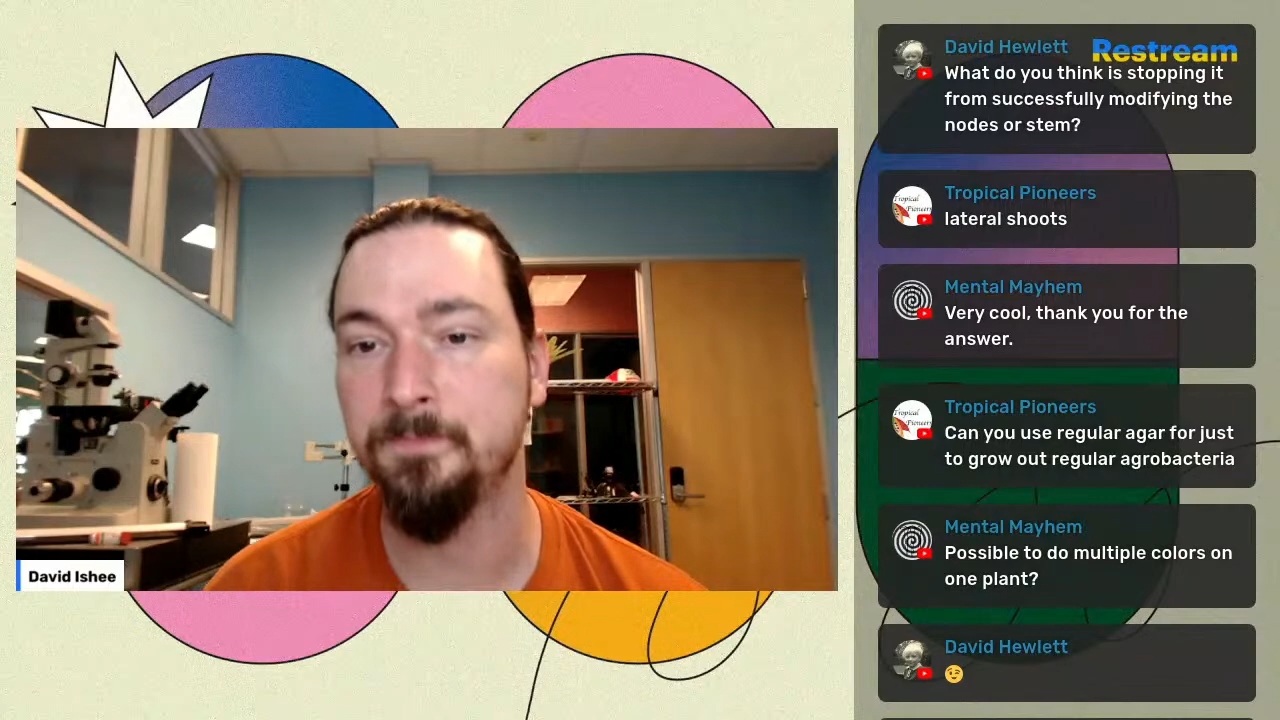 David Hewlett
Restream
What do you think is stopping it
from successfully modifying the
nodes or stem?
Tropical Pioneers
lateral shoots
Mental Mayhem
Very cool, thank you for the
answer.
Tropical Pioneers
Can you use regular agar for just
to grow out regular agrobacteria
Mental Mayhem
Possible to do multiple colors on
one plant?
David Hewlett
😉
David Ishee